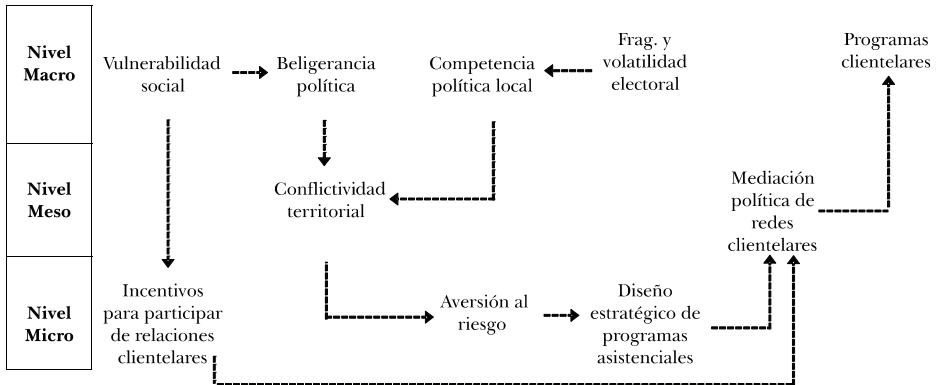 Nivel
Macro
Vulnerabilidad
social
Beligerancia
política
Competencia
política local
Frag. y
volatilidad
electoral
Programas
clientelares
Nivel
Meso
Conflictividad
territorial
Mediación
política de
redes
clientelares
Nivel
Micro
Incentivos
para participar
de relaciones
clientelares
Aversión al
riesgo
Diseño
estratégico de
programas
asistenciales